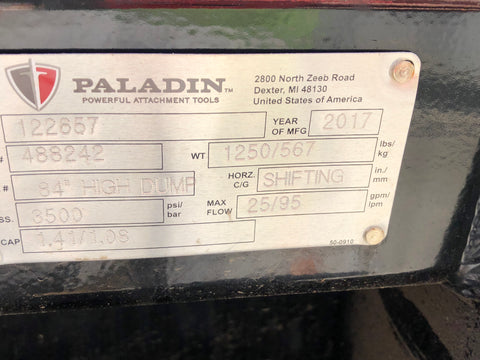 PALADIN™
POWERFUL ATTACHMENT TOOLS
2800 North Zeeb Road
Dexter, MI 48130
United States of America
122657 YEAR OF MFG 2017
# 488242 WT 1250/567 lbs/kg
# 84" HIGH DUMP HORZ. C/G SHIFTING in./mm
SS. 3500 psi/bar MAX FLOW 25/95 gpm/lpm
CAP 1.41/1.08
50-0910